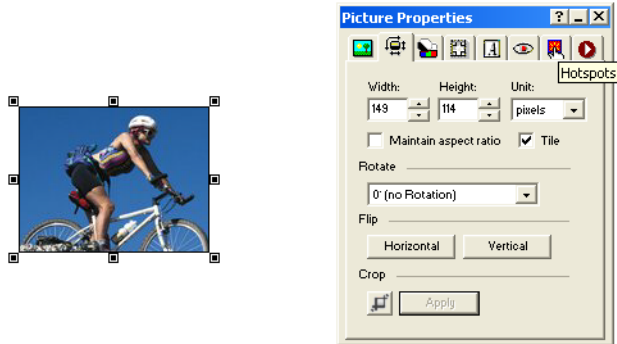 Picture Properties
?
A
Hotspots
Width: Height: Unit:
149 114 pixels
Maintain aspect ratio Tile
Rotate
0° (no Rotation)
Flip
Horizontal Vertical
Crop
Apply